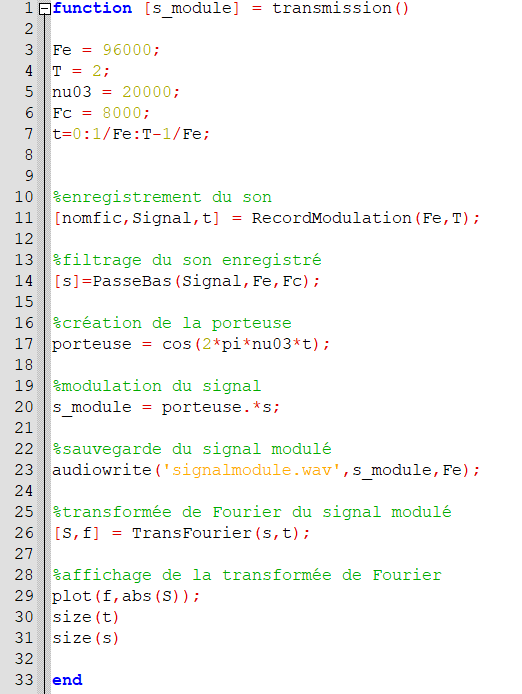 1 function [s_module] = transmission()
2
3 Fe = 96000;
4 T = 2;
5 nu03 = 20000;
6 Fc = 8000;
7 t=0:1/Fe:T-1/Fe;
8
9
10 %enregistrement du son
11 [nomfic,Signal,t] = RecordModulation(Fe,T);
12
13 %filtrage du son enregistré
14 [s]=PasseBas(Signal,Fe,Fc);
15
16 %création de la porteuse
17 porteuse = cos(2*pi*nu03*t);
18
19 %modulation du signal
20 s_module = porteuse.*s;
21
22 %sauvegarde du signal modulé
23 audiowrite('signalmodule.wav',s_module,Fe);
24
25 %transformée de Fourier du signal modulé
26 [S,f] = TransFourier(s,t);
27
28 %affichage de la transformée de Fourier
29 plot(f,abs(S));
30 size(t)
31 size(s)
32
33 end